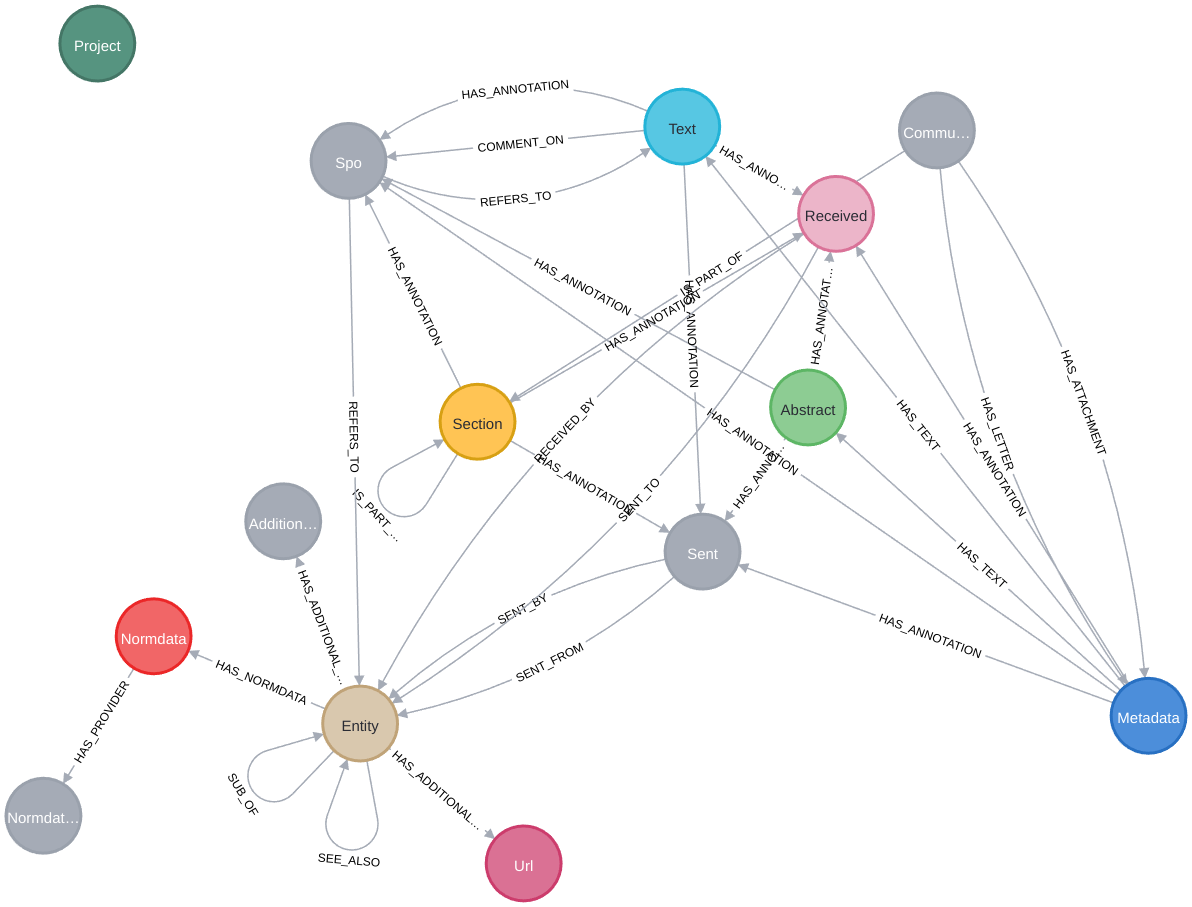 Project
HAS_ANNOTATION
Text
Commu…
COMMENT_ON
Spo
HAS_ANNO…
REFERS_TO
Received
IS_PART_OF
HAS_ANNOTATION
HAS_ANNOTATION
HAS_ANNOTATION
HAS_ANNOTATION
HAS_ANNOTAT…
HAS_ATTACHMENT
Section
Abstract
REFERS_TO
RECEIVED_BY
HAS_ANNOTATION
HAS_TEXT
HAS_LETTER
HAS_ANNOTATION
HAS_ANNOTATION
HAS_ANNO…
SENT_TO
IS_PART_…
Addition…
Sent
HAS_TEXT
HAS_ADDITIONAL_…
SENT_BY
Normdata
HAS_ANNOTATION
SENT_FROM
HAS_NORMDATA
HAS_PROVIDER
Entity
Metadata
SUB_OF
HAS_ADDITIONAL…
Normdat…
SEE_ALSO
Url